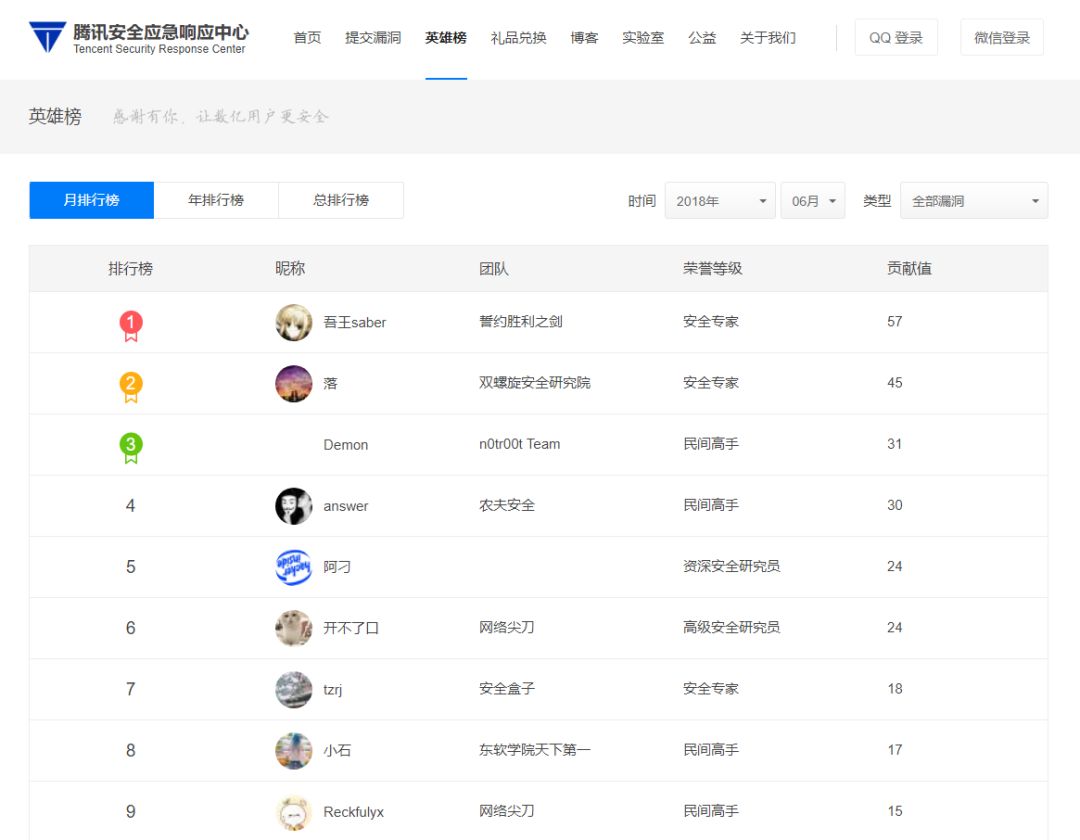 腾讯安全应急响应中心
Tencent Security Response Center
首页 提交漏洞 英雄榜 礼品兑换 博客 实验室 公益 关于我们 QQ 登录 微信登录
英雄榜 感谢有你，让数亿用户更安全
月排行榜 年排行榜 总排行榜 时间 2018年 06月 类型 全部漏洞
排行榜 昵称 团队 荣誉等级 贡献值
1 吾王saber 誓约胜利之剑 安全专家 57
2 落 双螺旋安全研究院 安全专家 45
3 Demon n0tr00t Team 民间高手 31
4 answer 农夫安全 民间高手 30
5 hacker inside 阿刁 资深安全研究员 24
6 开不了口 网络尖刀 高级安全研究员 24
7 tzrj 安全盒子 安全专家 18
8 小石 东软学院天下第一 民间高手 17
9 Reckfulyx 网络尖刀 民间高手 15